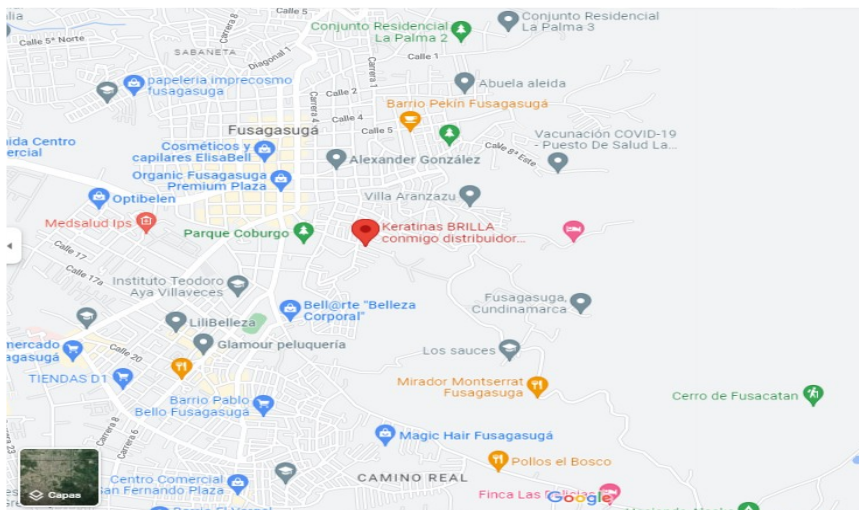 Calle 5
Calle 8
Conjunto Residencial
La Palma 3
Conjunto Residencial
La Palma 2
Calle 5ª Norte
SABANETA
Diagonal 1
Carrera 1
Calle 1
papeleria imprecosmo
fusagasuga
Abuela aleida
Calle 2
Carrera 4
Barrio Pekín Fusagasugá
Calle 4
Fusagasugá
Calle 5
Vacunación COVID-19
- Puesto De Salud La...
Calle 8ª Este
Cosméticos y
capilares ElisaBell
Alexander González
Organic Fusagasuga
Premium Plaza
Optibelen
Villa Aranzazu
Medsalud Ips
Parque Coburgo
Keratinas BRILLA
conmigo distribuidor...
Calle 17
Calle 17a
Instituto Teodoro
Aya Villaveces
Bell@rte "Belleza
Corporal"
Fusagasuga,
Cundinamarca
LiliBelleza
Glamour peluquería
Los sauces
Calle 20
TIENDAS D1
Mirador Montserrat
Fusagasuga
Cerro de Fusacatan
Barrio Pablo
Bello Fusagasugá
Carrera 8
Carrera 6
Magic Hair Fusagasugá
Pollos el Bosco
CAMINO REAL
Centro Comercial
San Fernando Plaza
Capas
Google